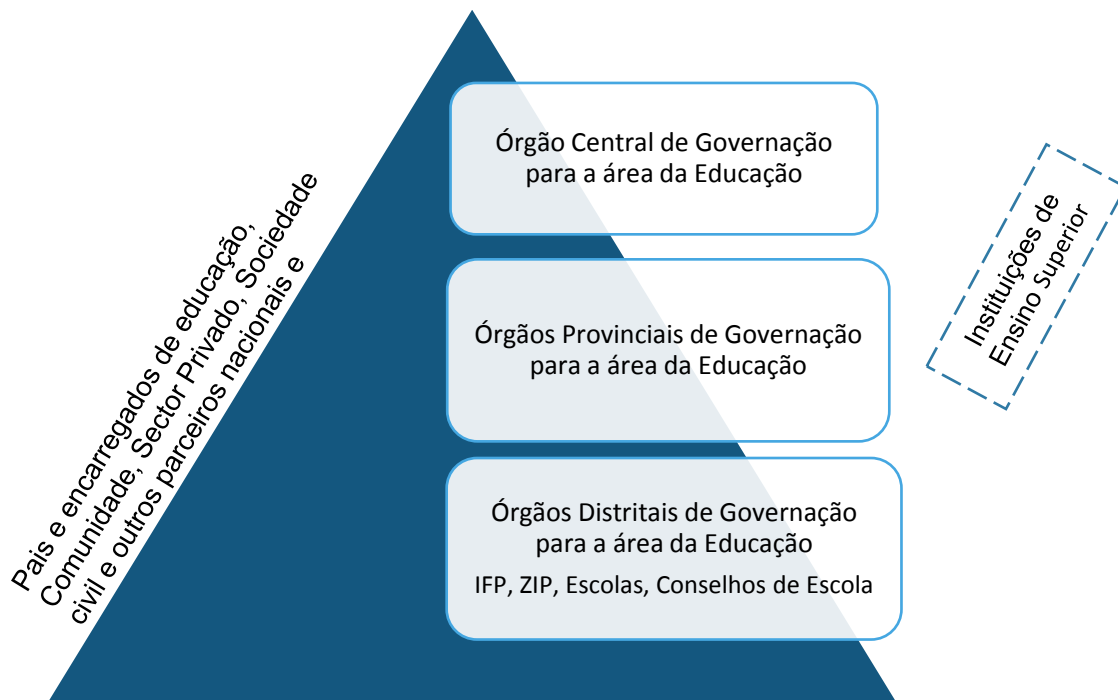 Pais e encarregados de educação,
Comunidade, Sector Privado, Sociedade
civil e outros parceiros nacionais e
Órgão Central de Governação
para a área da Educação
Órgãos Provinciais de Governação
para a área da Educação
Órgãos Distritais de Governação
para a área da Educação
IFP, ZIP, Escolas, Conselhos de Escola
Instituições de
Ensino Superior